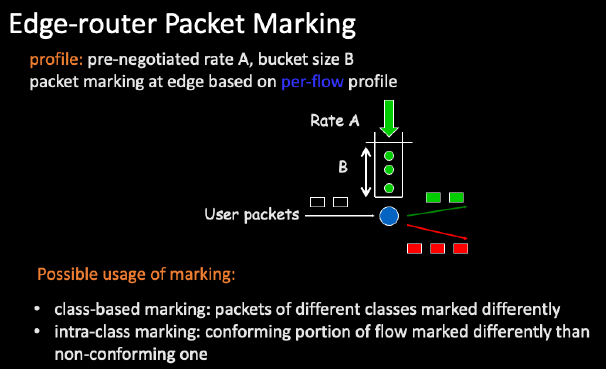 Edge-router Packet Marking
profile: pre-negotiated rate A, bucket size B
packet marking at edge based on per-flow profile
Rate A
B
User packets
Possible usage of marking:
• class-based marking: packets of different classes marked differently
• intra-class marking: conforming portion of flow marked differently than
non-conforming one